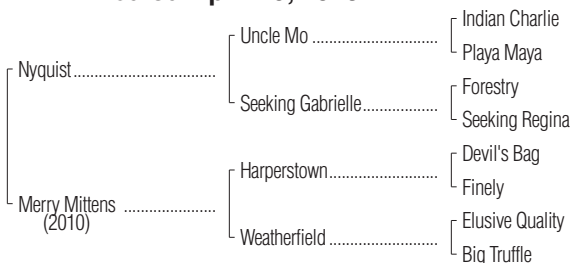 Indian Charlie
Uncle Mo
Playa Maya
Nyquist
Forestry
Seeking Gabrielle
Seeking Regina
Devil's Bag
Harperstown
Finely
Merry Mittens
(2010)
Elusive Quality
Weatherfield
Big Truffle